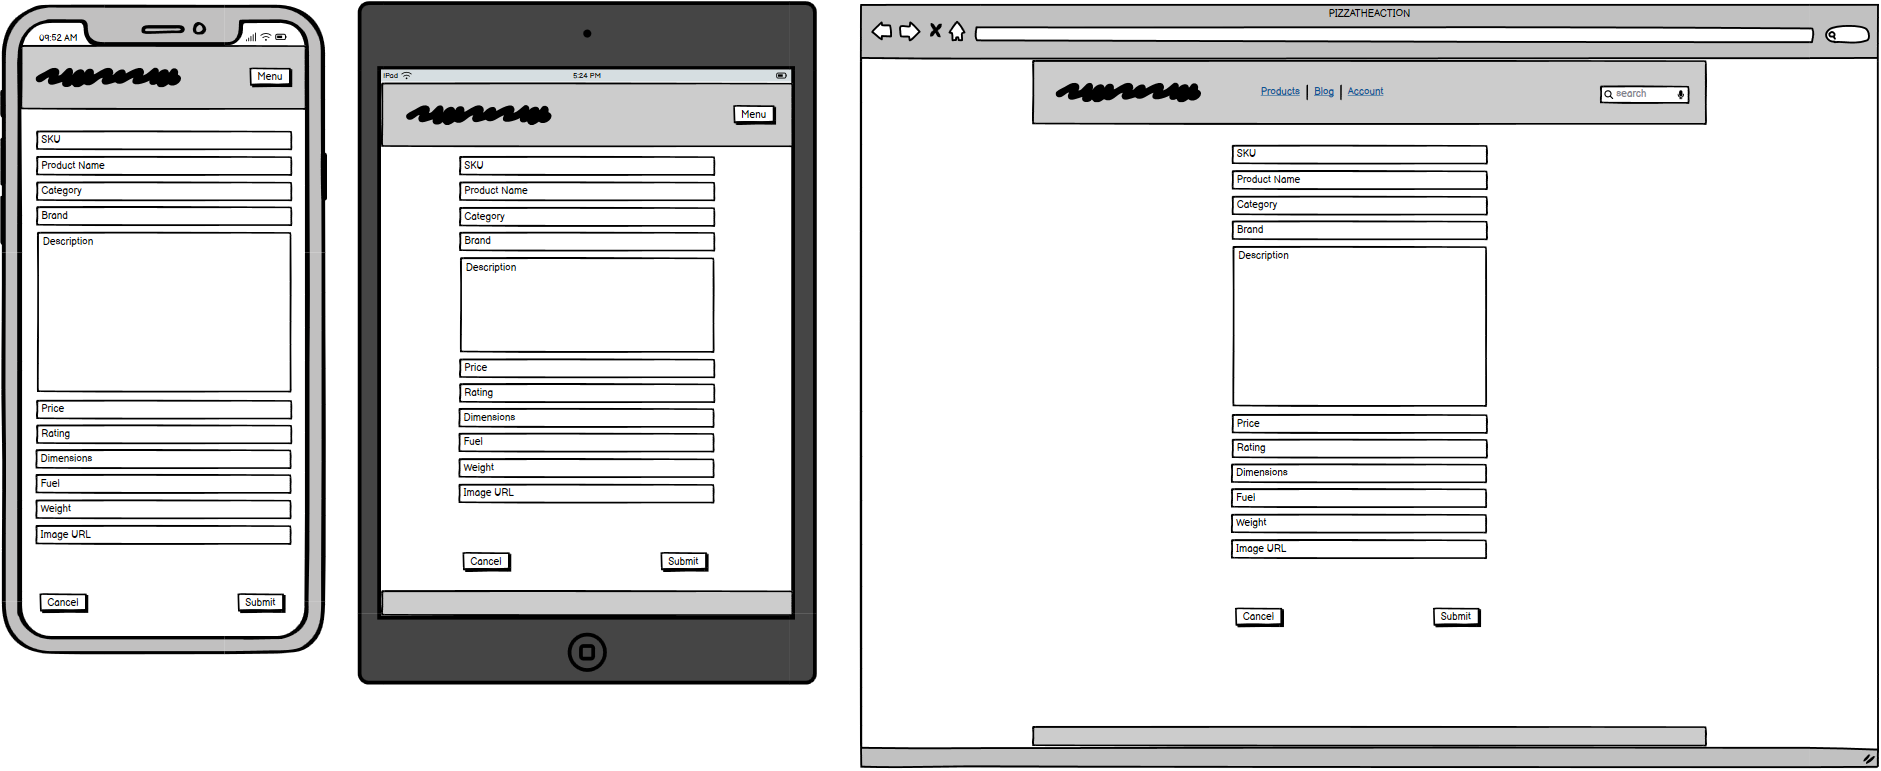 09:52 AM
Menu
SKU
Product Name
Category
Brand
Description
Price
Rating
Dimensions
Fuel
Weight
Image URL
Cancel Submit
iPad 5:24 PM
Menu
SKU
Product Name
Category
Brand
Description
Price
Rating
Dimensions
Fuel
Weight
Image URL
Cancel Submit
PIZZATHEACTION
Products | Blog | Account search
SKU
Product Name
Category
Brand
Description
Price
Rating
Dimensions
Fuel
Weight
Image URL
Cancel Submit